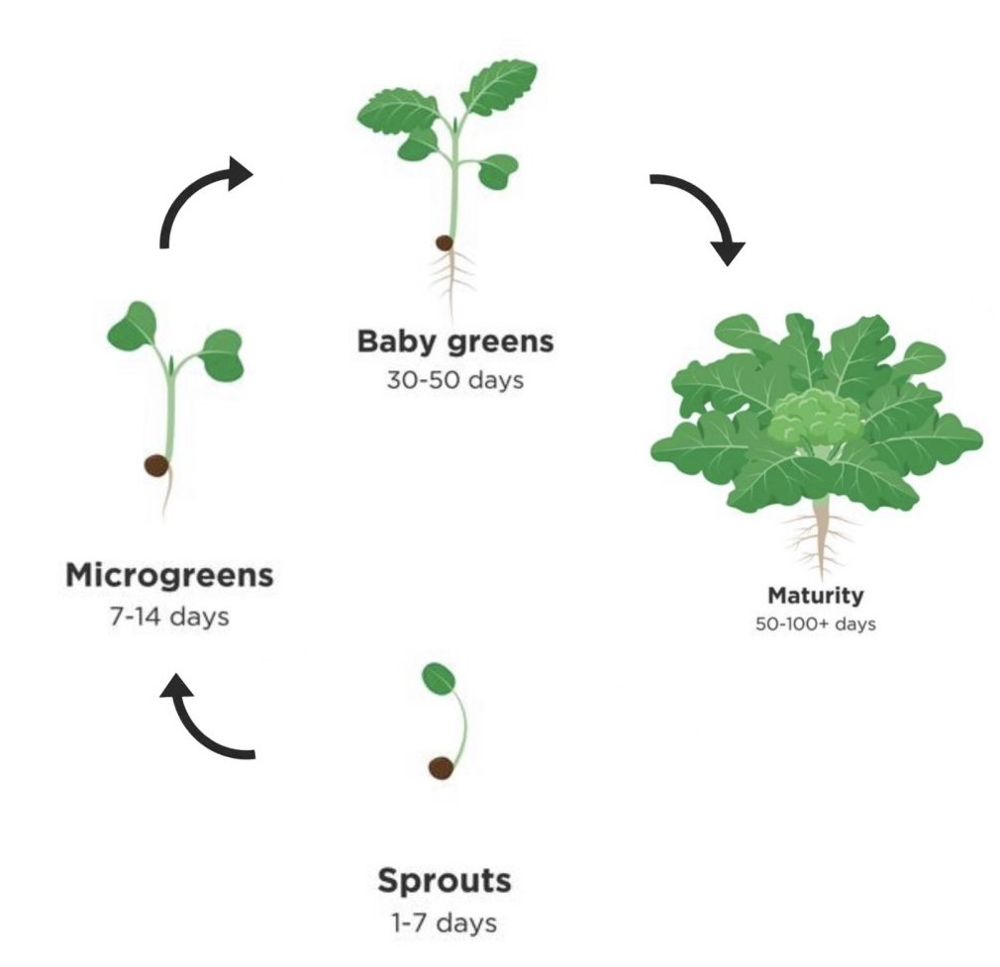 Baby greens
30-50 days
Microgreens
7-14 days
Maturity
50-100+ days
Sprouts
1-7 days